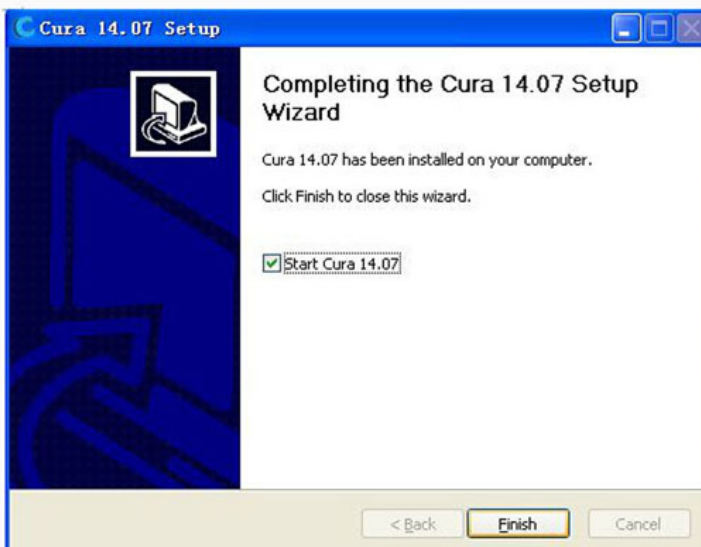 Cura 14.07 Setup
Completing the Cura 14.07 Setup
Wizard
Cura 14.07 has been installed on your computer.
Click Finish to close this wizard.
Start Cura 14.07
< Back
Finish
Cancel